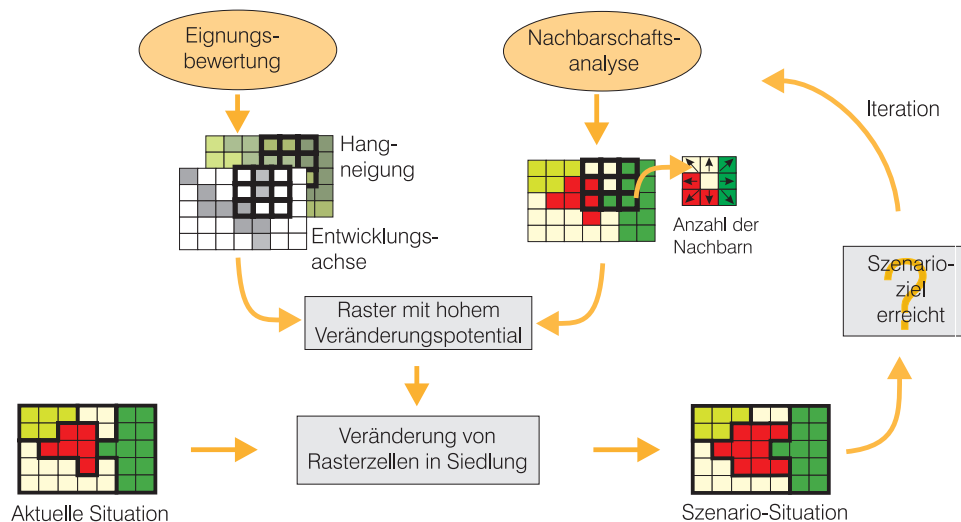 Eignungs-
bewertung
Nachbarschafts-
analyse
Iteration
Hang-
neigung
Entwicklungs-
achse
Anzahl der
Nachbarn
Szenario-
ziel
erreicht
?
Raster mit hohem
Veränderungspotential
Veränderung von
Rasterzellen in Siedlung
Aktuelle Situation
Szenario-Situation